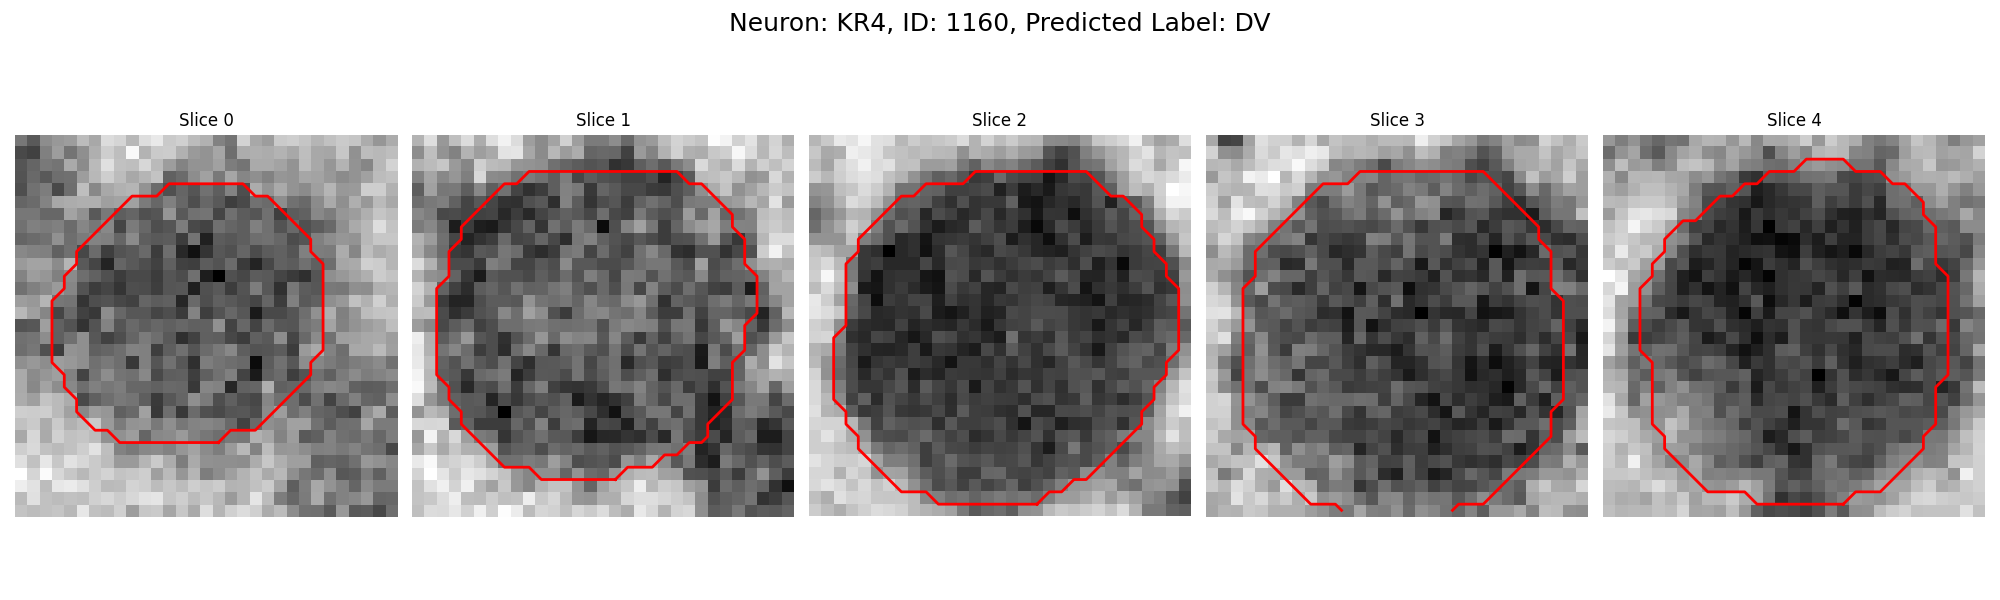 Neuron: KR4, ID: 1160, Predicted Label: DV
Slice 0
Slice 1
Slice 2
Slice 3
Slice 4